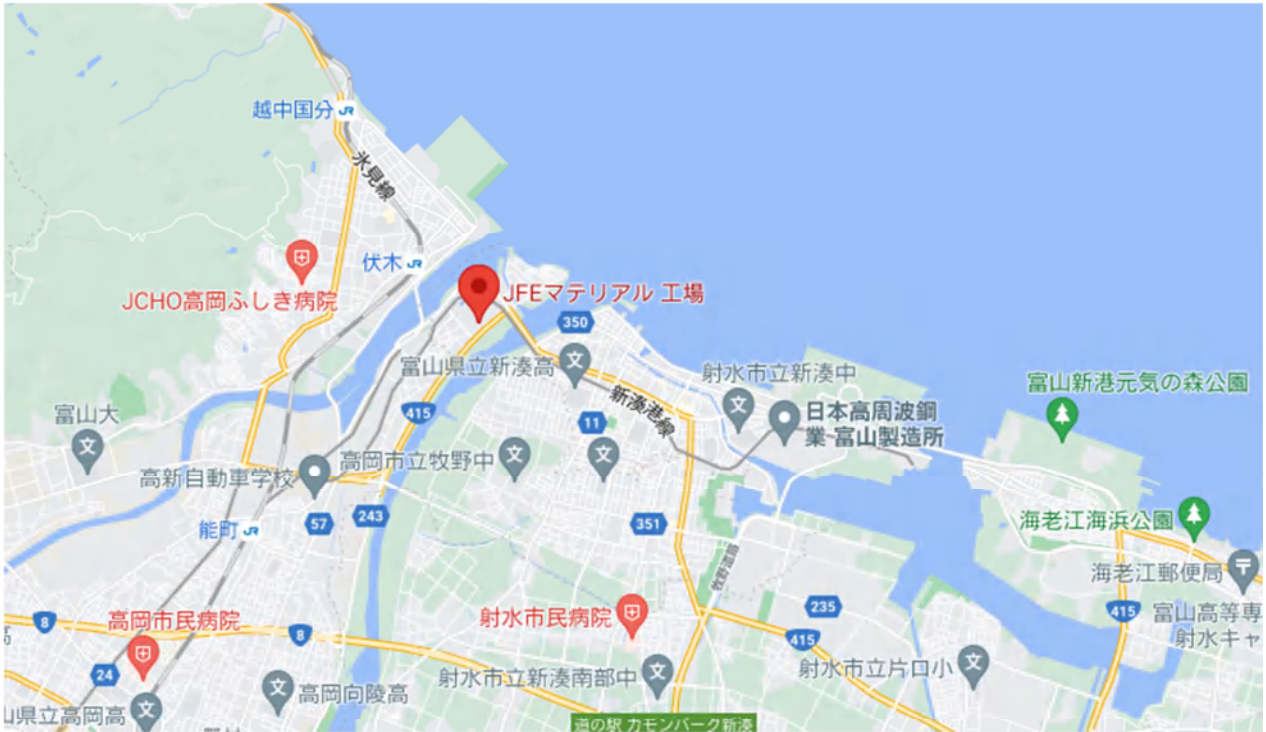 越中国分 JR
氷見線
伏木 JR
JCHO高岡ふしき病院
JFEマテリアル 工場
350
富山県立新湊高
射水市立新湊中
富山新港元気の森公園
415
新湊港線
11
日本高周波鋼
業 富山製造所
富山大
高岡市立牧野中
高新自動車学校
57
243
351
能町 JR
海老江海浜公園
牧野道路
海老江郵便局
8
高岡市民病院
8
射水市民病院
235
415
415
富山高等専
射水キャ
24
高岡向陵高
射水市立新湊南部中
射水市立片口小
山県立高岡高
道の駅 カモンパーク新湊